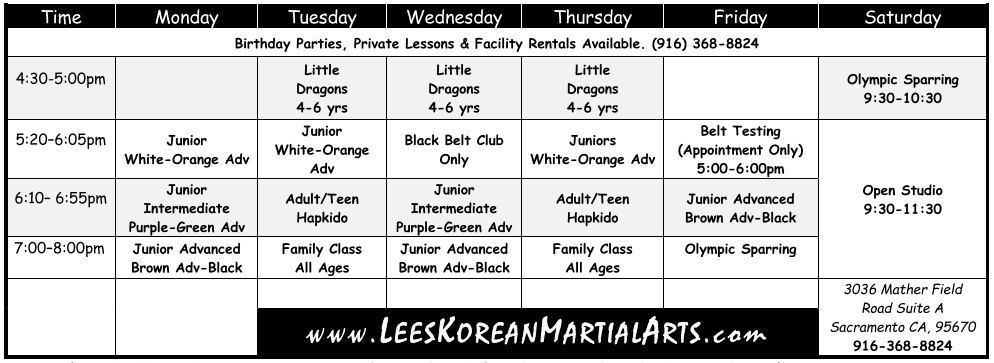 Time Monday Tuesday Wednesday Thursday Friday Saturday
Birthday Parties, Private Lessons & Facility Rentals Available. (916) 368-8824
4:30-5:00pm
Little
Dragons
4-6 yrs
Little
Dragons
4-6 yrs
Little
Dragons
4-6 yrs
Olympic Sparring
9:30-10:30
5:20-6:05pm
Junior
White-Orange Adv
Junior
White-Orange
Adv
Black Belt Club
Only
Juniors
White-Orange Adv
Belt Testing
(Appointment Only)
5:00-6:00pm
Open Studio
9:30-11:30
6:10– 6:55pm
Junior
Intermediate
Purple-Green Adv
Adult/Teen
Hapkido
Junior
Intermediate
Purple-Green Adv
Adult/Teen
Hapkido
Junior Advanced
Brown Adv-Black
7:00-8:00pm
Junior Advanced
Brown Adv-Black
Family Class
All Ages
Junior Advanced
Brown Adv-Black
Family Class
All Ages
Olympic Sparring
www.LeesKoreanMartialArts.com
3036 Mather Field
Road Suite A
Sacramento CA, 95670
916-368-8824